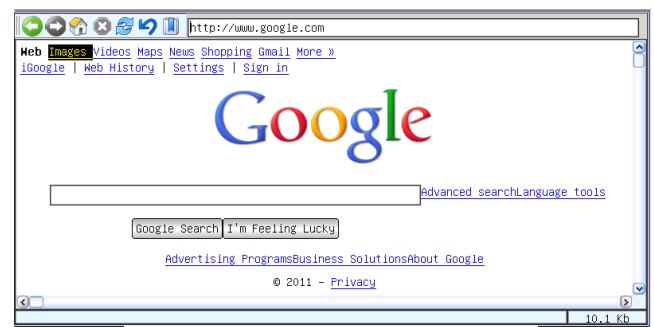 http://www.google.com
Web Images Videos Maps News Shopping Gmail More »
iGoogle | Web History | Settings | Sign in
Google
Advanced searchLanguage tools
Google Search I'm Feeling Lucky
Advertising ProgramsBusiness SolutionsAbout Google
© 2011 - Privacy
10.1 Kb